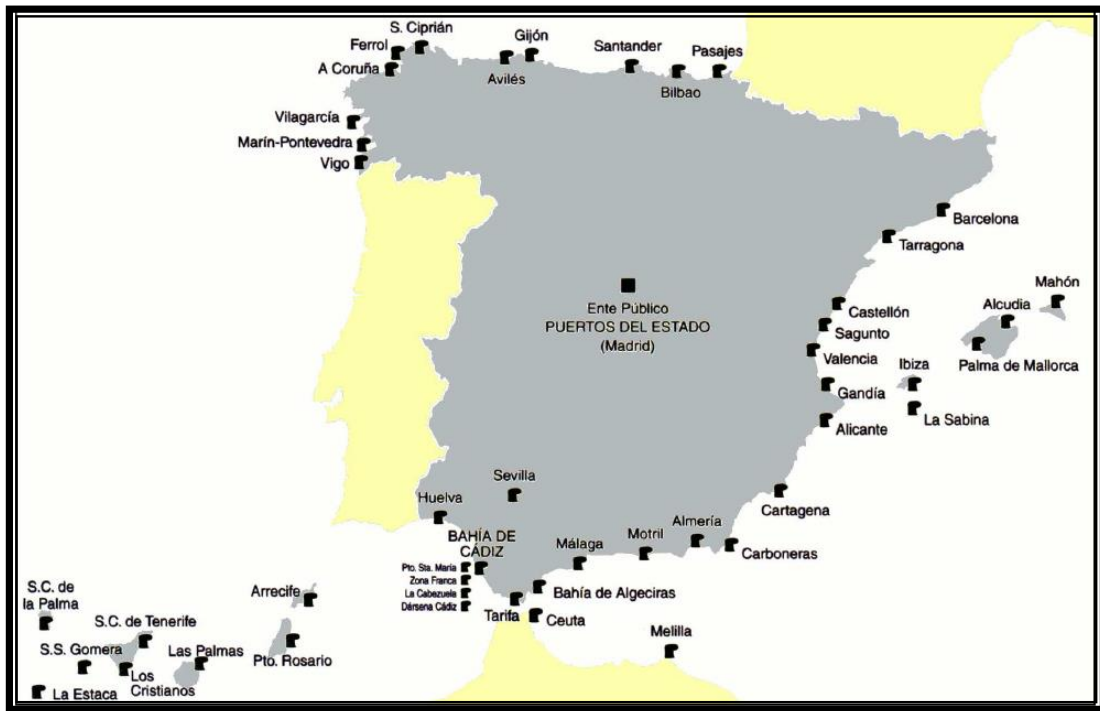 S. Ciprián
Ferrol
A Coruña
Gijón
Avilés
Santander
Bilbao
Pasajes
Vilagarcía
Marín-Pontevedra
Vigo
Barcelona
Tarragona
Ente Público
PUERTOS DEL ESTADO
(Madrid)
Castellón
Sagunto
Valencia
Gandía
Alicante
Mahón
Alcudia
Palma de Mallorca
Ibiza
La Sabina
Sevilla
Huelva
BAHÍA DE
CÁDIZ
Pto. Sta. María
Zona Franca
La Cabezuela
Dársena Cádiz
Cartagena
Carboneras
Almería
Motril
Málaga
Bahía de Algeciras
Tarifa
Ceuta
Melilla
Arrecife
Pto. Rosario
S.C. de
la Palma
S.C. de Tenerife
S.S. Gomera
Las Palmas
Los
Cristianos
La Estaca